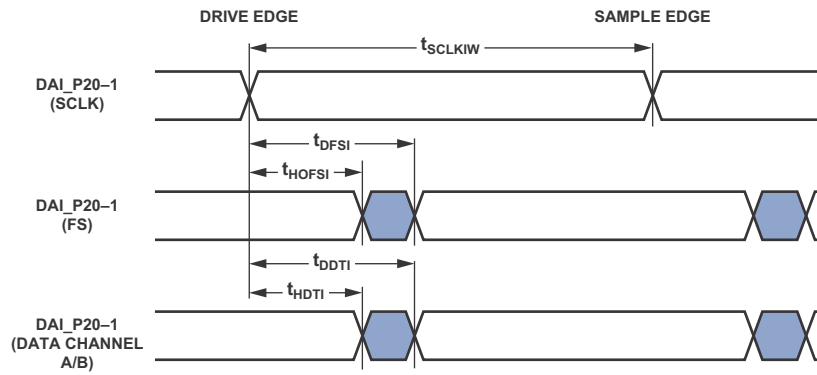 DRIVE EDGE SAMPLE EDGE
tSCLKIW
DAI_P20–1
(SCLK)
tDFSI
tHOFSI
DAI_P20–1
(FS)
tDDTI
tHDTI
DAI_P20–1
(DATA CHANNEL
A/B)